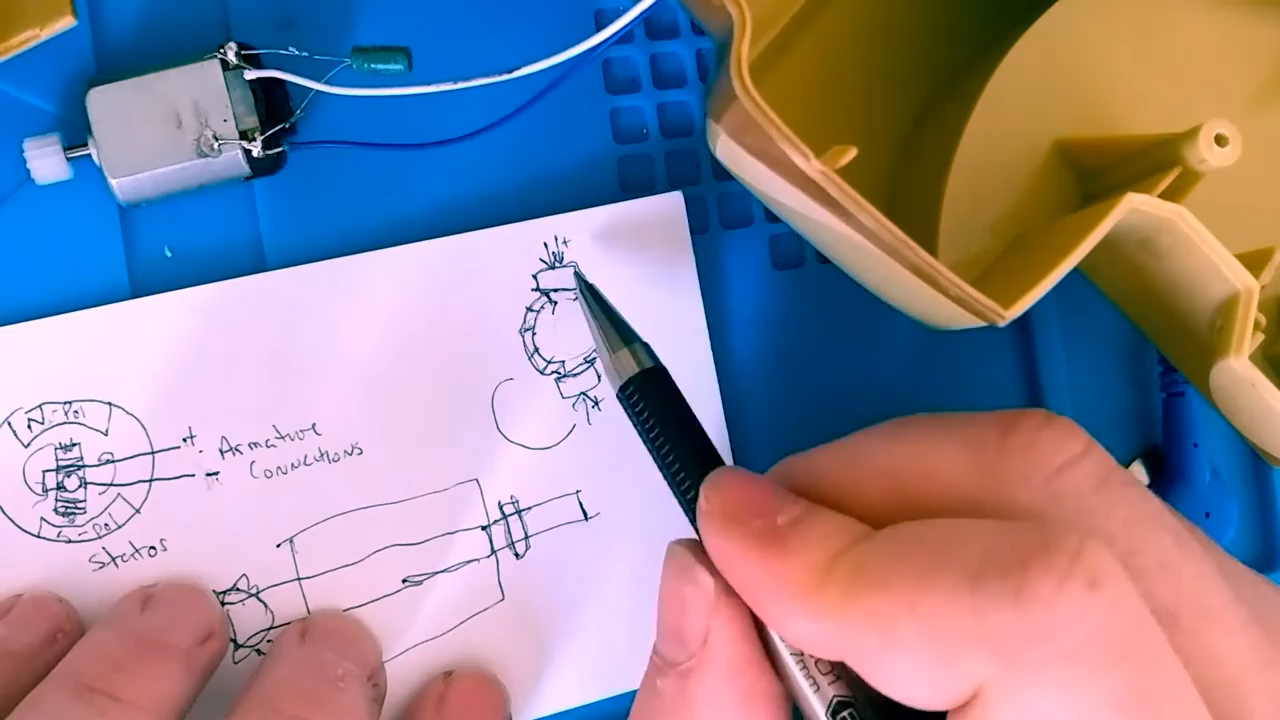 N-Pol
+ Armature
- Connections
S-Pol
Stator
+